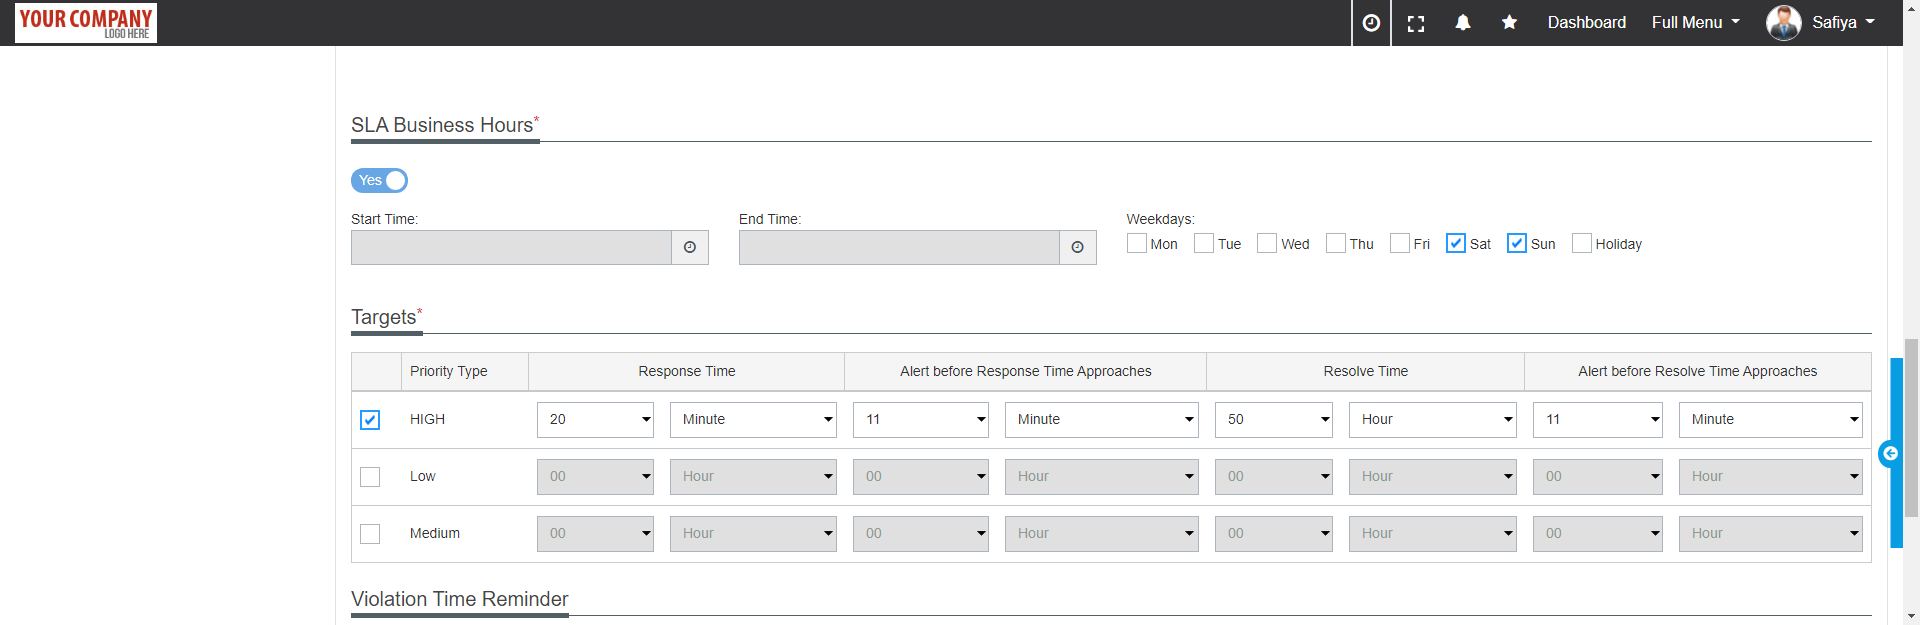 YOUR COMPANY
LOGO HERE
Dashboard Full Menu Safiya
SLA Business Hours*
Yes
Start Time: End Time: Weekdays:
Mon Tue Wed Thu Fri Sat Sun Holiday
Targets*
Priority Type Response Time Alert before Response Time Approaches Resolve Time Alert before Resolve Time Approaches
HIGH 20 Minute 11 Minute 50 Hour 11 Minute
Low 00 Hour 00 Hour 00 Hour 00 Hour
Medium 00 Hour 00 Hour 00 Hour 00 Hour
Violation Time Reminder